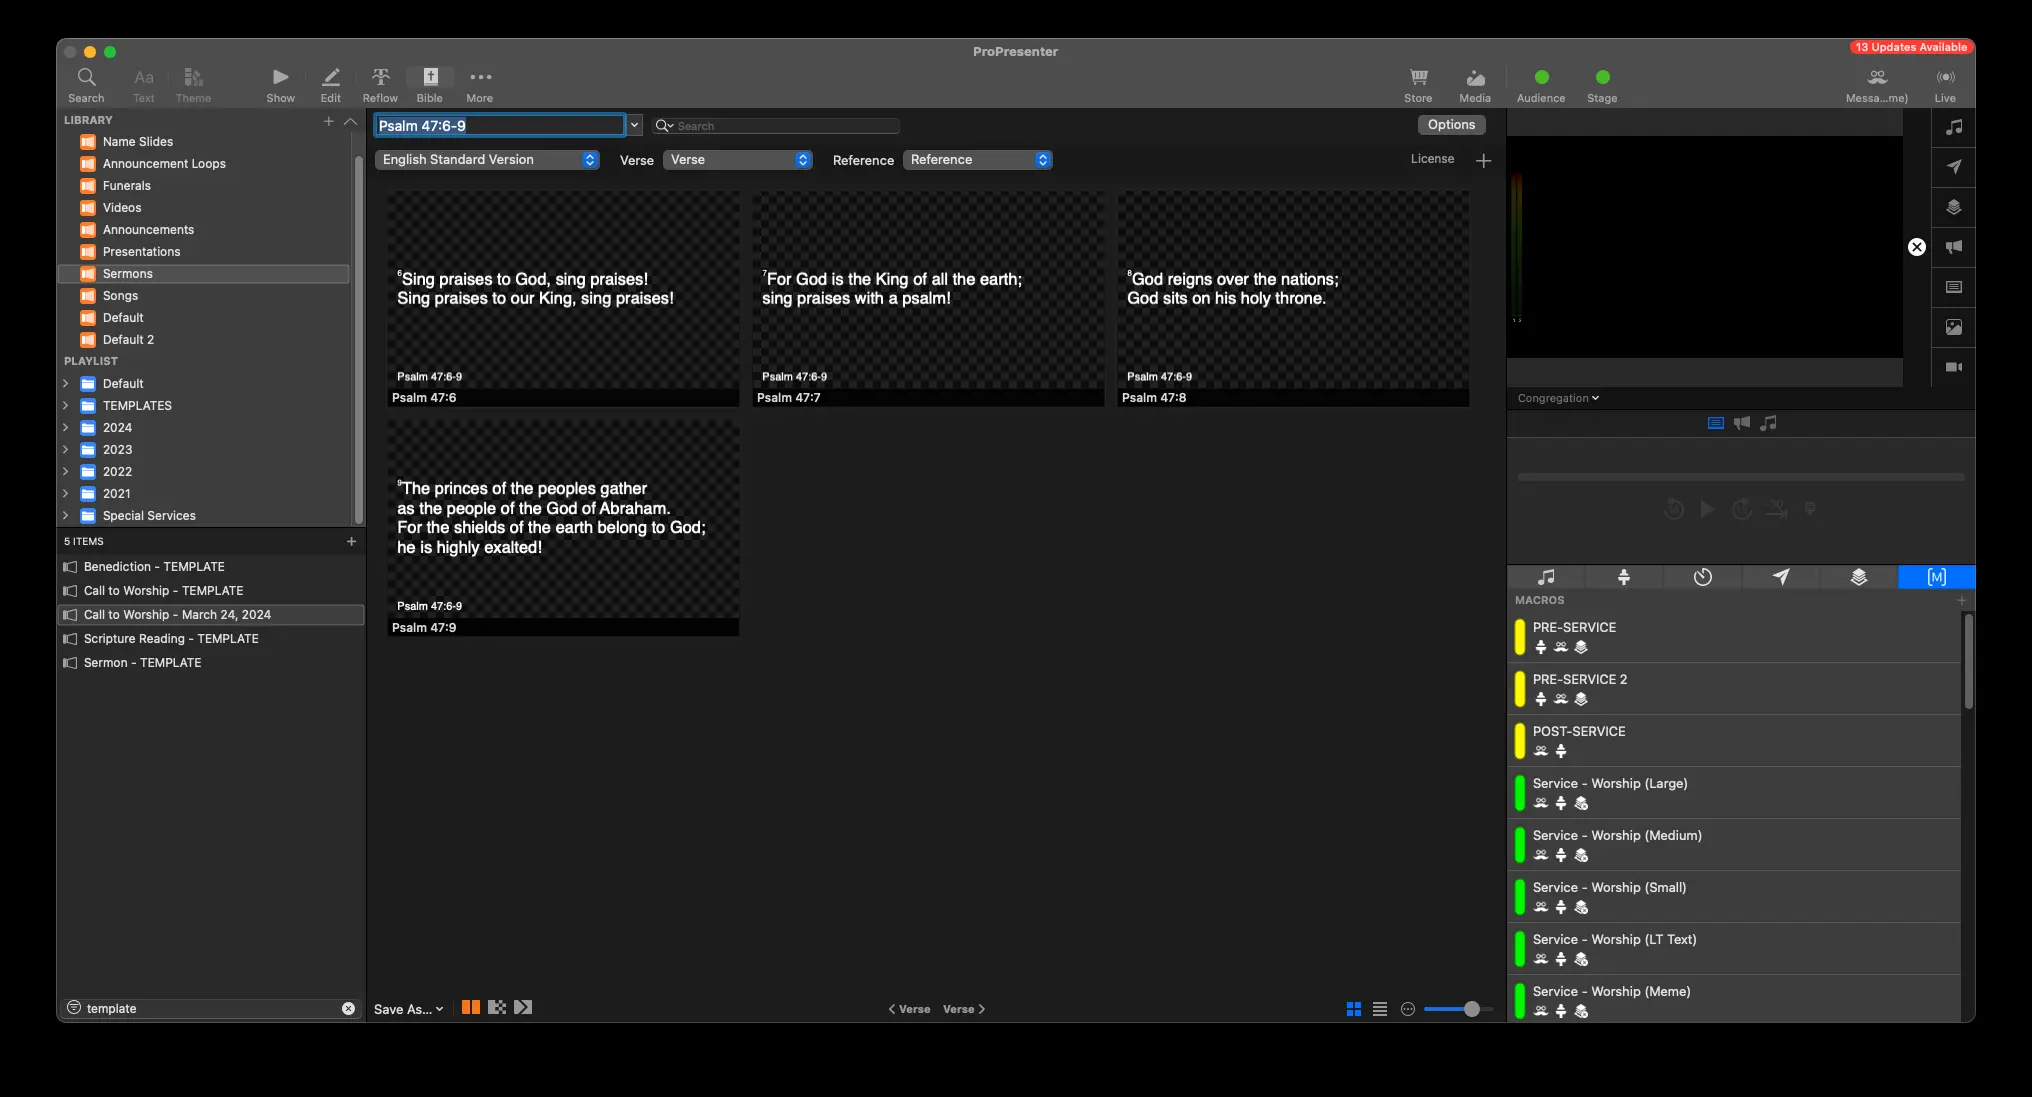 ProPresenter
13 Updates Available
Search
Aa
Text
Theme
Show
Edit
Reflow
Bible
More
Store
Media
Audience
Stage
Messa...me)
Live
LIBRARY
Name Slides
Announcement Loops
Funerals
Videos
Announcements
Presentations
Sermons
Songs
Default
Default 2
PLAYLIST
Default
TEMPLATES
2024
2023
2022
2021
Special Services
5 ITEMS
Benediction - TEMPLATE
Call to Worship - TEMPLATE
Call to Worship - March 24, 2024
Scripture Reading - TEMPLATE
Sermon - TEMPLATE
template
Psalm 47:6-9
Search
Options
English Standard Version
Verse
Verse
Reference
Reference
License
6Sing praises to God, sing praises!
Sing praises to our King, sing praises!
Psalm 47:6-9
Psalm 47:6
7For God is the King of all the earth;
sing praises with a psalm!
Psalm 47:6-9
Psalm 47:7
8God reigns over the nations;
God sits on his holy throne.
Psalm 47:6-9
Psalm 47:8
9The princes of the peoples gather
as the people of the God of Abraham.
For the shields of the earth belong to God;
he is highly exalted!
Psalm 47:6-9
Psalm 47:9
Save As...
Verse
Verse
1 2
Congregation
[M]
MACROS
PRE-SERVICE
PRE-SERVICE 2
POST-SERVICE
Service - Worship (Large)
Service - Worship (Medium)
Service - Worship (Small)
Service - Worship (LT Text)
Service - Worship (Meme)